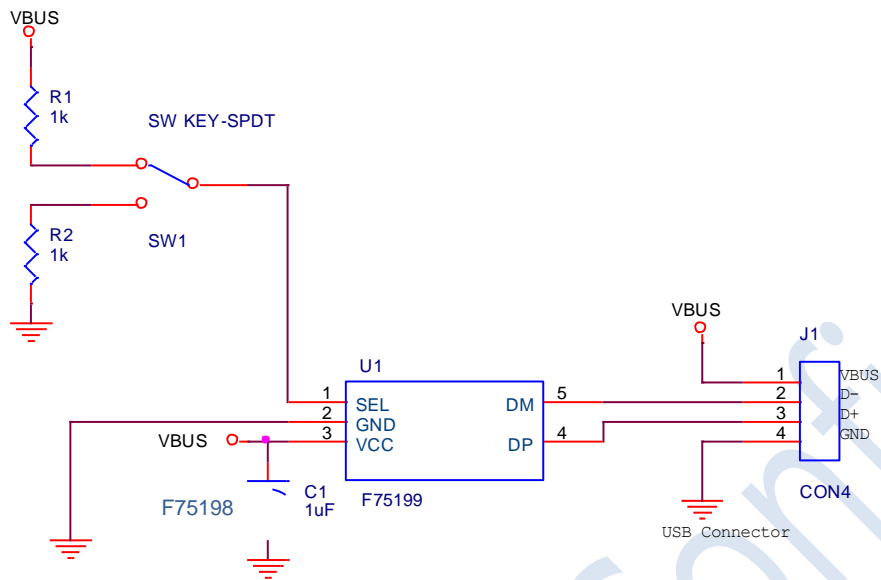 VBUS
R1
1k
SW KEY-SPDT
R2
1k
SW1
VBUS
J1
U1
1 VBUS
2 D-
3 D+
4 GND
1 SEL
2 GND
3 VCC
DM 5
DP 4
VBUS
C1
1uF
F75198
F75199
CON4
USB Connector